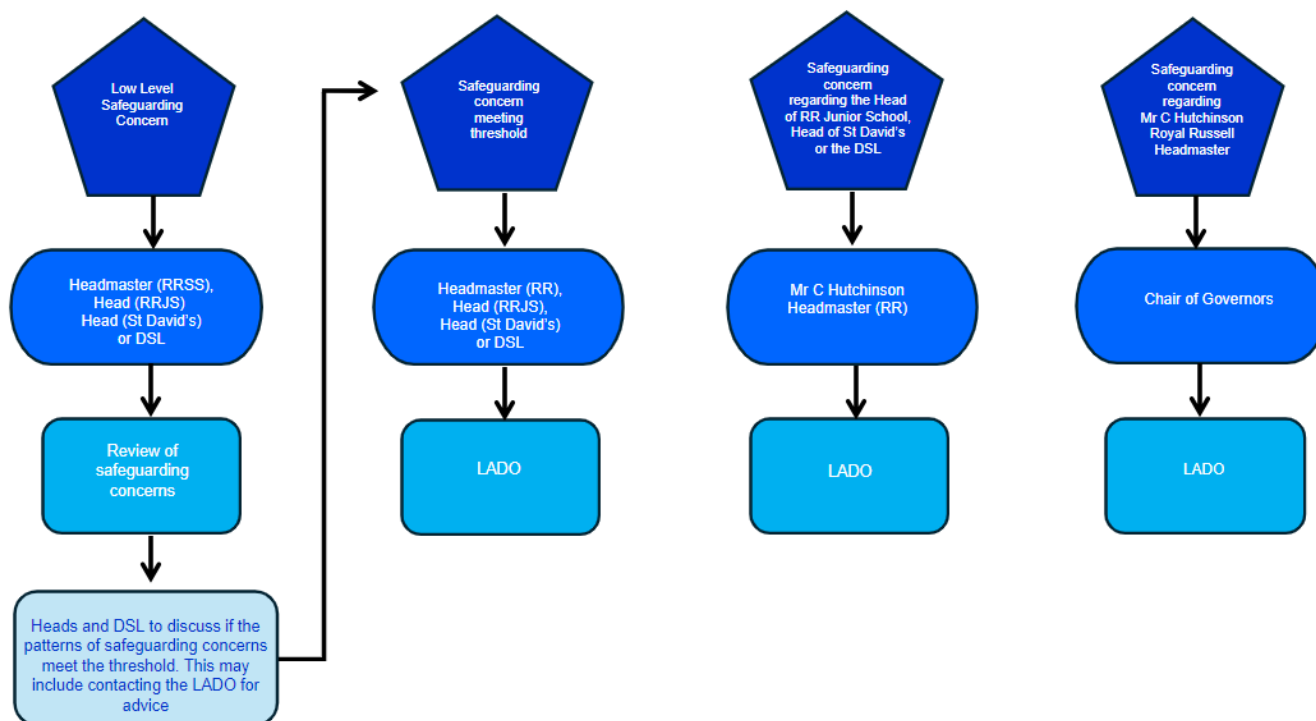 Low Level
Safeguarding
Concern
Headmaster (RRSS),
Head (RRJS)
Head (St David's)
or DSL
Review of
safeguarding
concerns
Heads and DSL to discuss if the
patterns of safeguarding concerns
meet the threshold. This may
include contacting the LADO for
advice
Safeguarding
concern
meeting
threshold
Headmaster (RR),
Head (RRJS),
Head (St David's)
or DSL
LADO
Safeguarding
concern
regarding the Head
of RR Junior School,
Head of St David's
or the DSL
Mr C Hutchinson
Headmaster (RR)
LADO
Safeguarding
concern
regarding
Mr C Hutchinson
Royal Russell
Headmaster
Chair of Governors
LADO